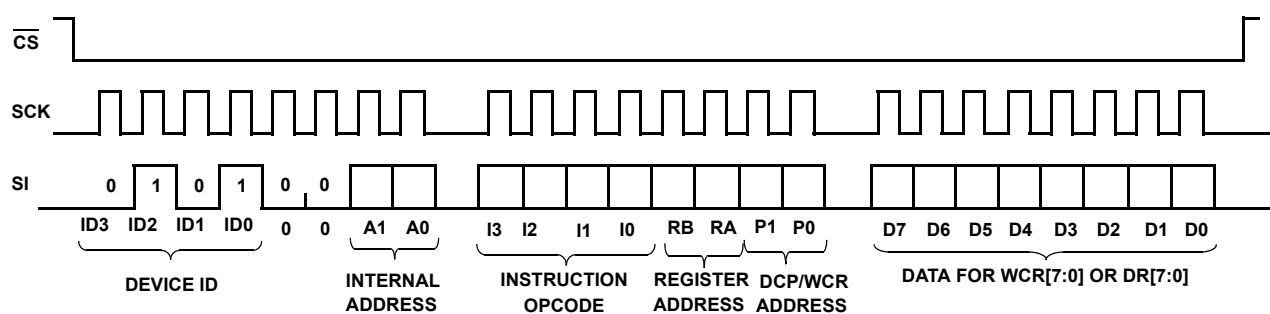 CS
SCK
SI 0 1 0 1 0 0
ID3 ID2 ID1 ID0 0 0 A1 A0 I3 I2 I1 I0 RB RA P1 P0 D7 D6 D5 D4 D3 D2 D1 D0
DEVICE ID
INTERNAL
ADDRESS
INSTRUCTION
OPCODE
REGISTER
ADDRESS
DCP/WCR
ADDRESS
DATA FOR WCR[7:0] OR DR[7:0]